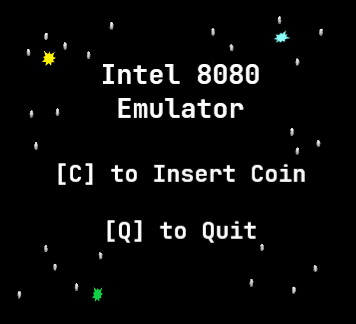 Intel 8080
Emulator
[C] to Insert Coin
[Q] to Quit